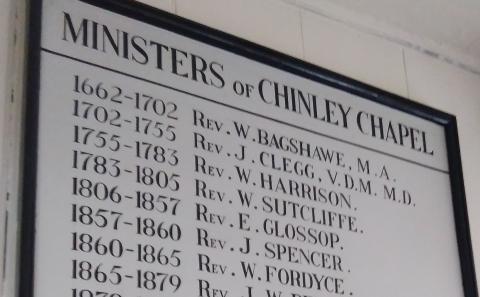 MINISTERS OF CHINLEY CHAPEL
1662-1702 REV. W. BAGSHAWE, M.A.
1702-1755 REV. J. CLEGG, V.D.M. M.D.
1755-1783 REV. W. HARRISON.
1783-1805 REV. W. SUTCLIFFE.
1806-1857 REV. E. GLOSSOP.
1857-1860 REV. J. SPENCER.
1860-1865 REV. W. FORDYCE.
1865-1879 REV. J. W.